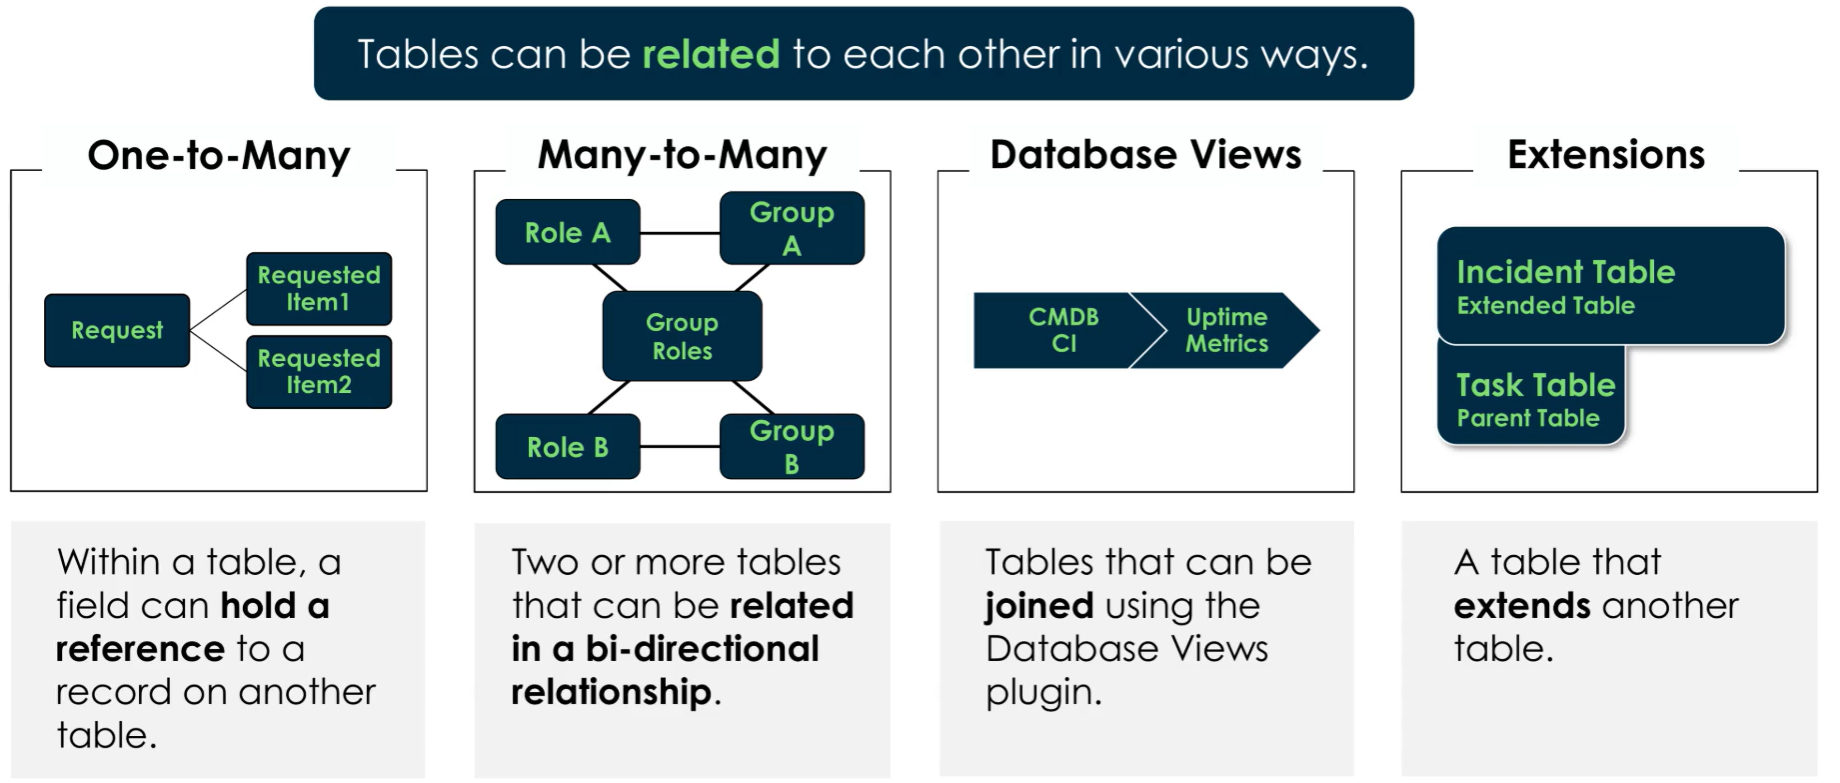 Tables can be related to each other in various ways.
One-to-Many
Request
Requested
Item1
Requested
Item2
Within a table, a
field can hold a
reference to a
record on another
table.
Many-to-Many
Role A
Group
A
Group
Roles
Role B
Group
B
Two or more tables
that can be related
in a bi-directional
relationship.
Database Views
CMDB
CI
Uptime
Metrics
Tables that can be
joined using the
Database Views
plugin.
Extensions
Incident Table
Extended Table
Task Table
Parent Table
A table that
extends another
table.